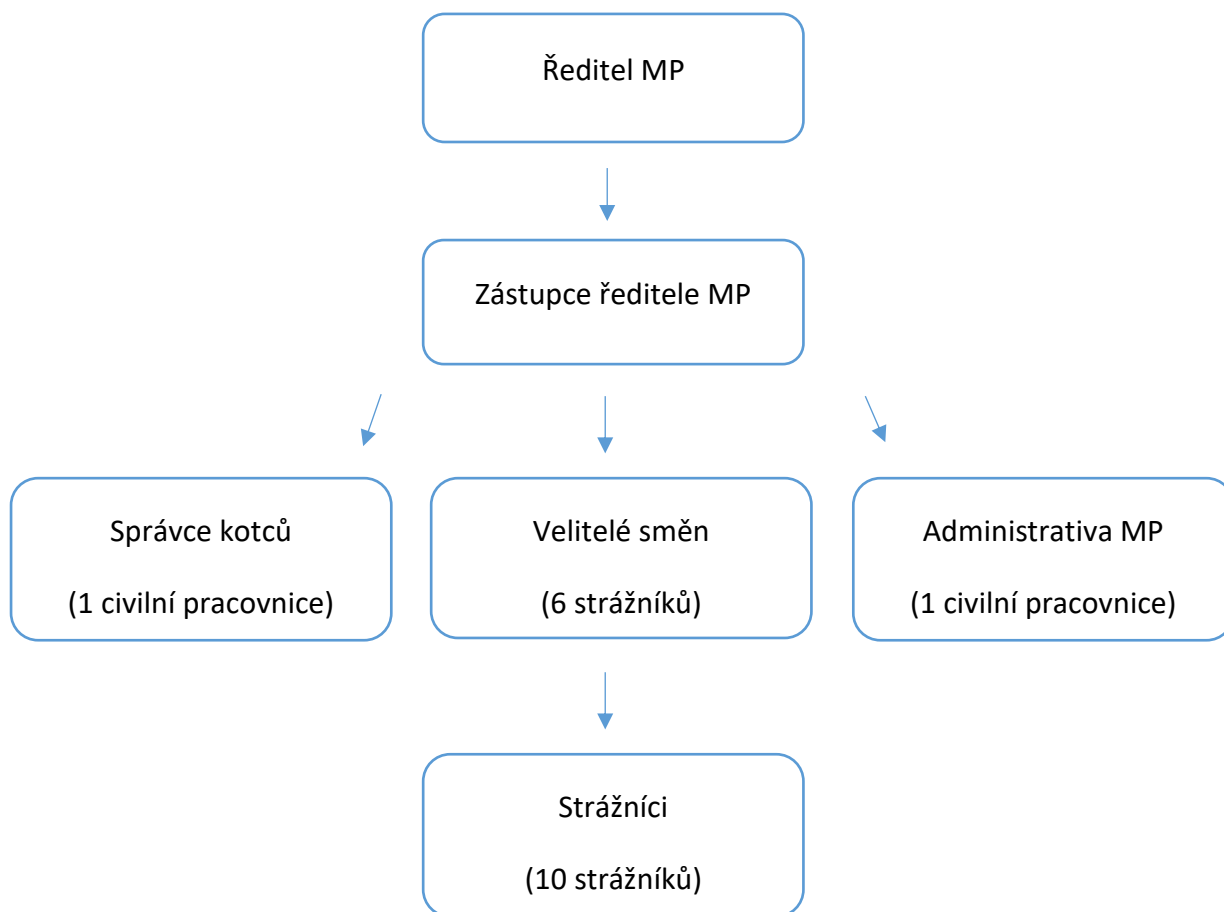 Ředitel MP
Zástupce ředitele MP
Správce kotců
(1 civilní pracovnice)
Velitelé směn
(6 strážníků)
Administrativa MP
(1 civilní pracovnice)
Strážníci
(10 strážníků)